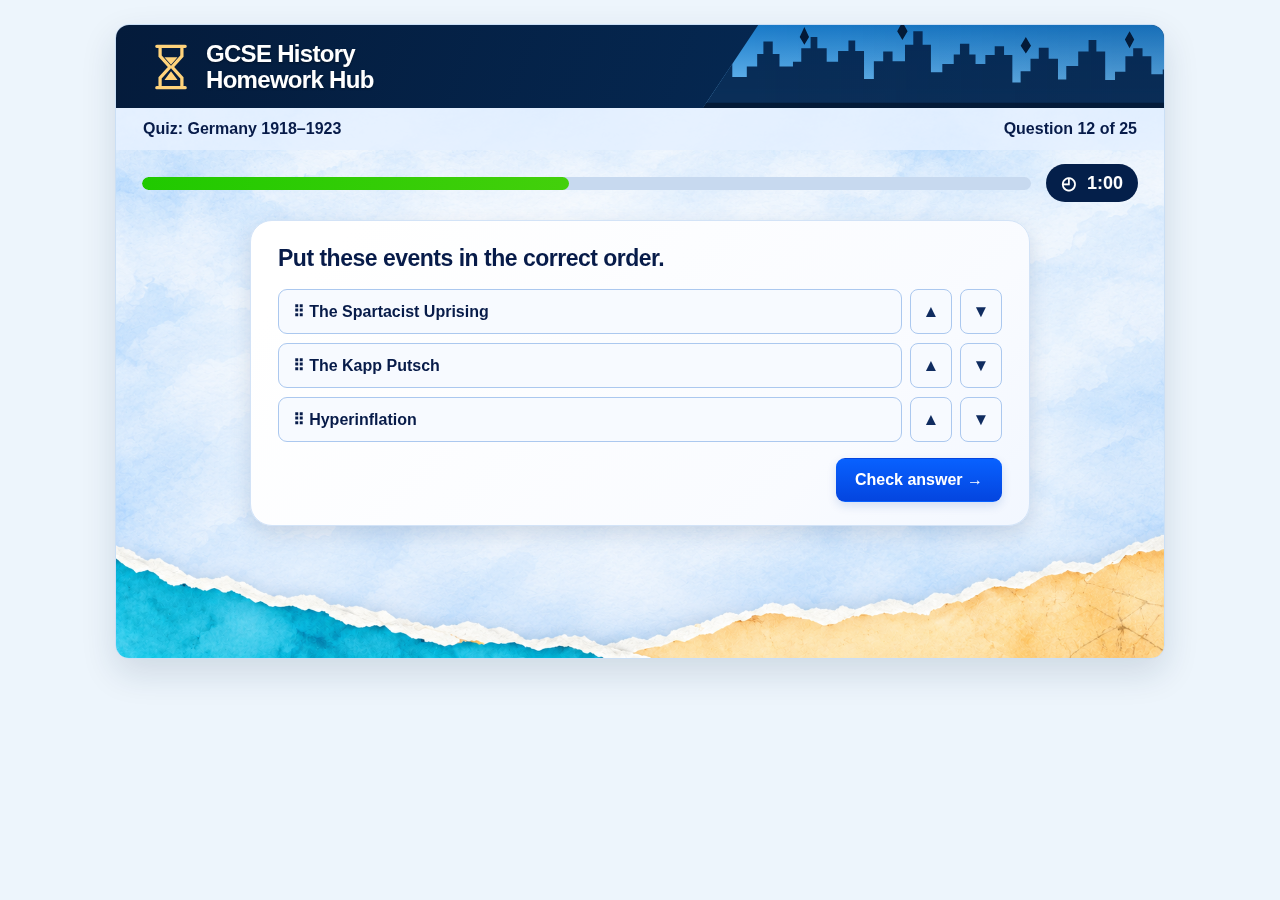 GCSE History
Homework Hub
Quiz: Germany 1918–1923
Question 12 of 25
◴ 1:00
Put these events in the correct order.
⠿ The Spartacist Uprising ▲ ▼
⠿ The Kapp Putsch ▲ ▼
⠿ Hyperinflation ▲ ▼
Check answer →